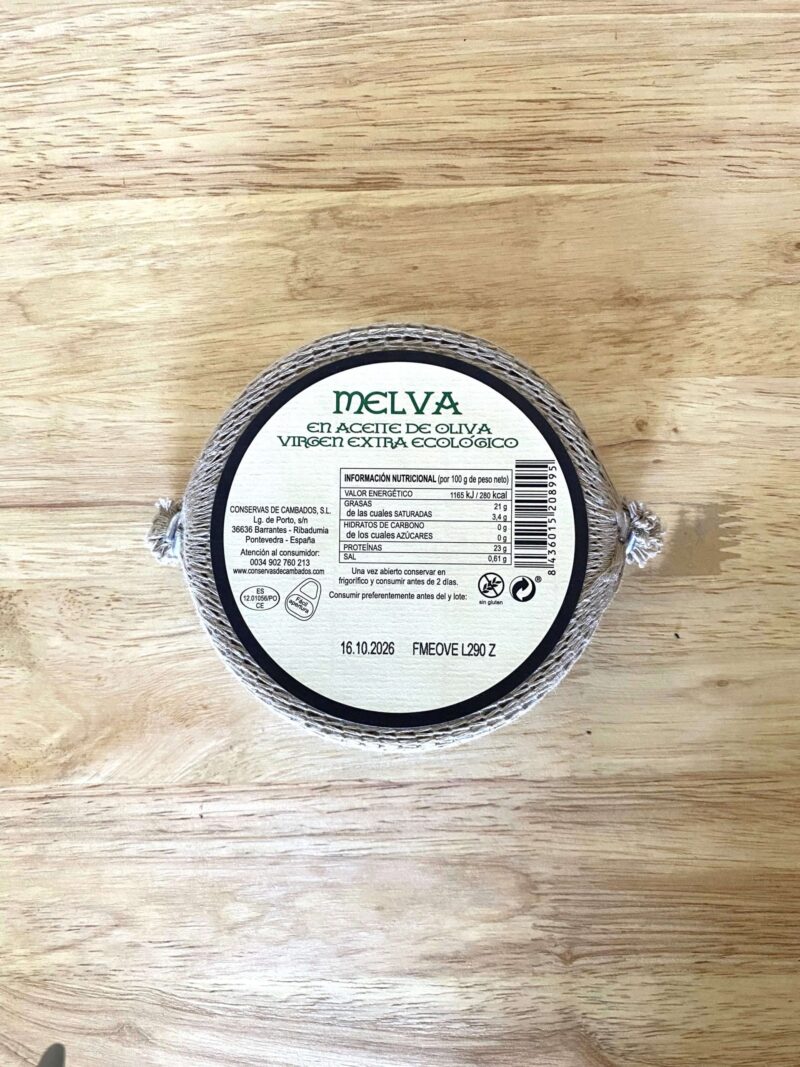 MELVA
EN ACEITE DE OLIVA
VIRGEN EXTRA ECOLÓGICO
INFORMACIÓN NUTRICIONAL (por 100 g de peso neto)
VALOR ENERGÉTICO 1165 kJ / 280 kcal
GRASAS 21 g
de las cuales SATURADAS 3,4 g
HIDRATOS DE CARBONO 0 g
de los cuales AZÚCARES 0 g
PROTEÍNAS 23 g
SAL 0,61 g
CONSERVAS DE CAMBADOS, S.L.
Lg. de Porto, s/n
36636 Barrantes - Ribadumia
Pontevedra - España
Atención al consumidor:
0034 902 760 213
www.conservasdecambados.com
ES
12.01056/PO
CE
Fácil
apertura
Una vez abierto conservar en
frigorífico y consumir antes de 2 días.
Consumir preferentemente antes del y lote:
sin gluten
®
8 436015 208995
16.10.2026 FMEOVE L290 Z